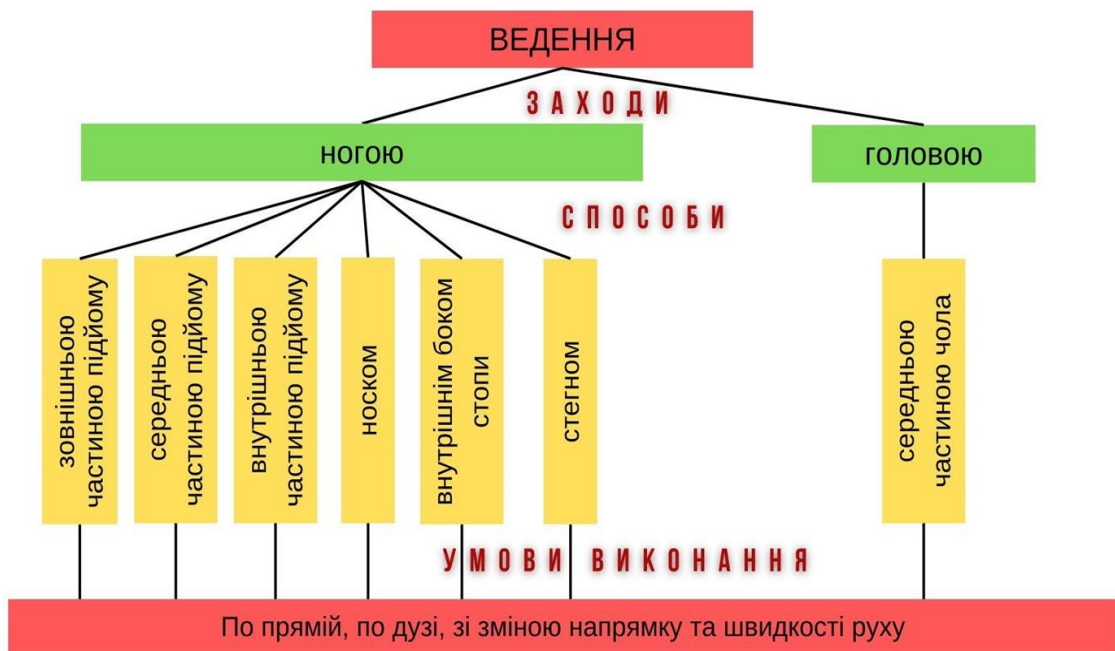 ВЕДЕННЯ
ЗАХОДИ
НОГОЮ
ГОЛОВОЮ
СПОСОБИ
зовнішньою
частиною підйому
середньою
частиною підйому
внутрішньою
частиною підйому
носком
внутрішнім боком
стопи
стегном
середньою
частиною чола
УМОВИ ВИКОНАННЯ
По прямій, по дузі, зі зміною напрямку та швидкості руху